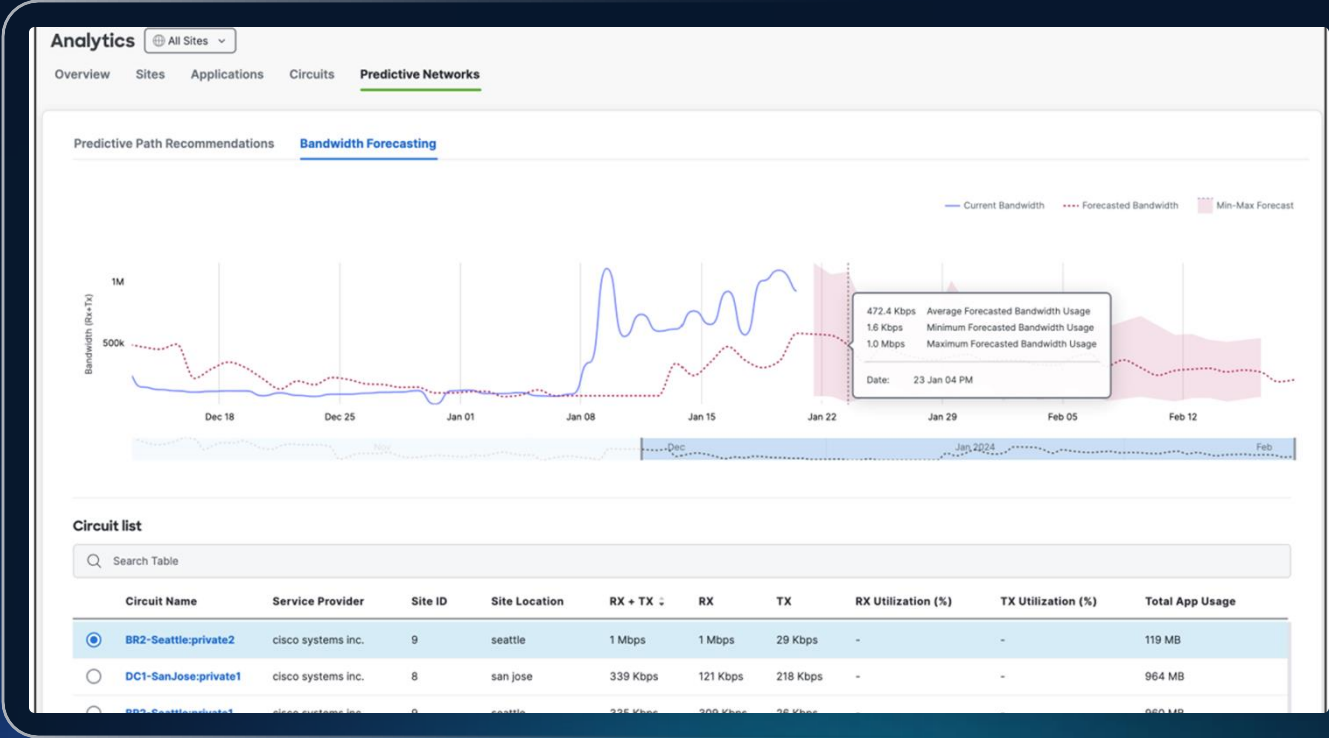 Analytics All Sites
Overview Sites Applications Circuits Predictive Networks
Predictive Path Recommendations Bandwidth Forecasting
Current Bandwidth Forecasted Bandwidth Min-Max Forecast
Bandwidth (Rx+Tx)
1M
500k
472.4 Kbps Average Forecasted Bandwidth Usage
1.6 Kbps Minimum Forecasted Bandwidth Usage
1.0 Mbps Maximum Forecasted Bandwidth Usage
Date: 23 Jan 04 PM
Dec 18 Dec 25 Jan 01 Jan 08 Jan 15 Jan 22 Jan 29 Feb 05 Feb 12
Nov Dec Jan 2024 Feb
Circuit list
Search Table
Circuit Name Service Provider Site ID Site Location RX + TX RX TX RX Utilization (%) TX Utilization (%) Total App Usage
BR2-Seattle:private2 cisco systems inc. 9 seattle 1 Mbps 1 Mbps 29 Kbps - - 119 MB
DC1-SanJose:private1 cisco systems inc. 8 san jose 339 Kbps 121 Kbps 218 Kbps - - 964 MB